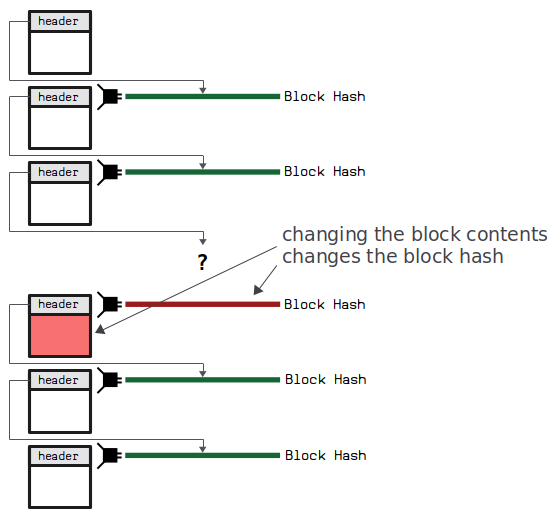 header
header
Block Hash
header
Block Hash
changing the block contents
changes the block hash
?
header
Block Hash
header
Block Hash
header
Block Hash